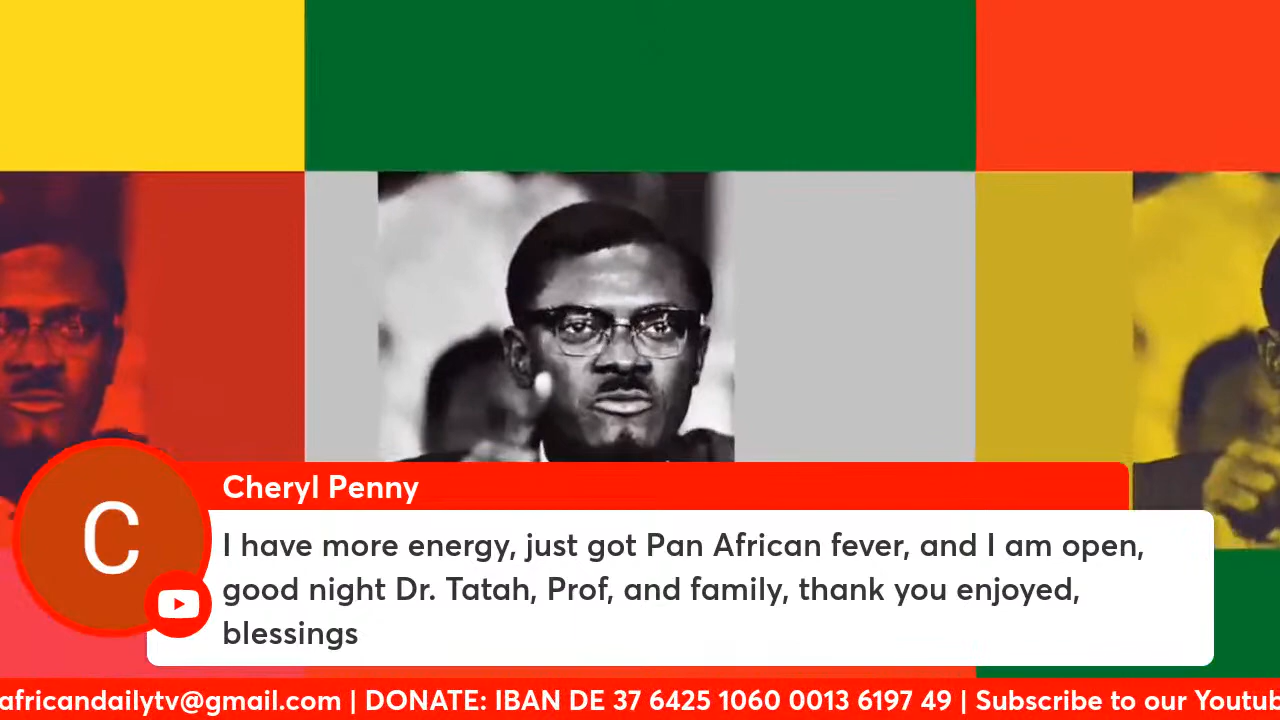 Cheryl Penny
C
I have more energy, just got Pan African fever, and I am open,
good night Dr. Tatah, Prof, and family, thank you enjoyed,
blessings
africandailytv@gmail.com | DONATE: IBAN DE 37 6425 1060 0013 6197 49 | Subscribe to our Youtub